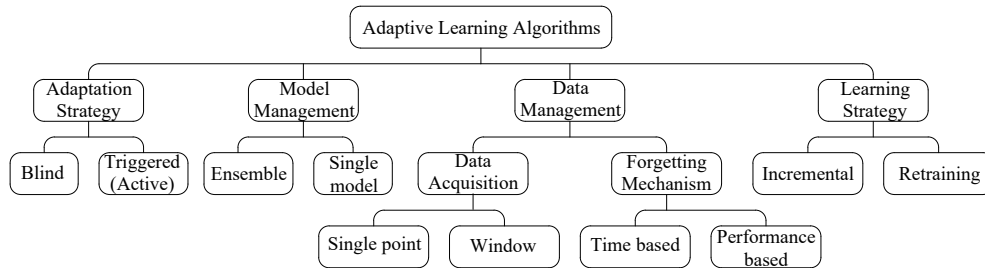 Adaptive Learning Algorithms
Adaptation
Strategy
Model
Management
Data
Management
Learning
Strategy
Blind
Triggered
(Active)
Ensemble
Single
model
Data
Acquisition
Forgetting
Mechanism
Incremental
Retraining
Single point
Window
Time based
Performance
based